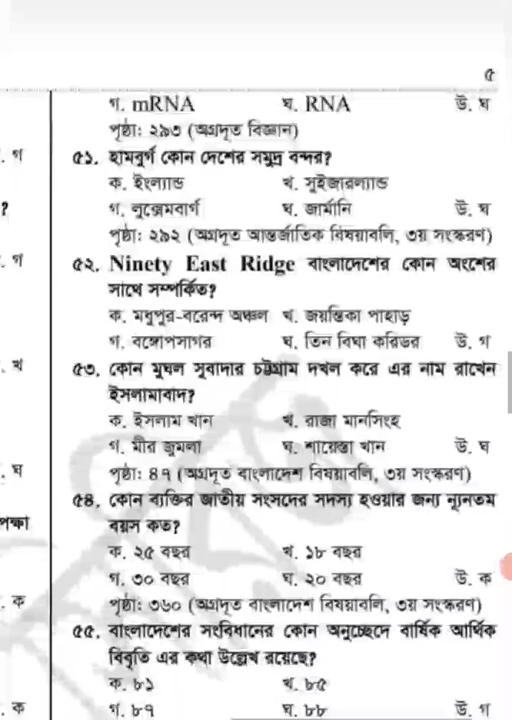 ৫
গ. mRNA ঘ. RNA উ. ঘ
পৃষ্ঠা: ২৯৩ (অগ্রদূত বিজ্ঞান)
. গ
৫১. হামবুর্গ কোন দেশের সমুদ্র বন্দর?
ক. ইংল্যান্ড খ. সুইজারল্যান্ড
?
গ. লুক্সেমবার্গ ঘ. জার্মানি উ. ঘ
পৃষ্ঠা: ২৯২ (অগ্রদূত আন্তর্জাতিক বিষয়াবলি, ৩য় সংস্করণ)
. গ
৫২. Ninety East Ridge বাংলাদেশের কোন অংশের
সাথে সম্পর্কিত?
ক. মধুপুর-বরেন্দ অঞ্চল খ. জয়ন্তিকা পাহাড়
গ. বঙ্গোপসাগর ঘ. তিন বিঘা করিডর উ. গ
. খ
৫৩. কোন মুঘল সুবাদার চট্টগ্রাম দখল করে এর নাম রাখেন
ইসলামাবাদ?
ক. ইসলাম খান খ. রাজা মানসিংহ
গ. মীর জুমলা ঘ. শায়েস্তা খান উ. ঘ
. ঘ
পৃষ্ঠা: ৪৭ (অগ্রদূত বাংলাদেশ বিষয়াবলি, ৩য় সংস্করণ)
৫৪. কোন ব্যক্তির জাতীয় সংসদের সদস্য হওয়ার জন্য ন্যূনতম
পক্ষা
বয়স কত?
ক. ২৫ বছর খ. ১৮ বছর
গ. ৩০ বছর ঘ. ২০ বছর উ. ক
. ক
পৃষ্ঠা: ৩৬০ (অগ্রদূত বাংলাদেশ বিষয়াবলি, ৩য় সংস্করণ)
৫৫. বাংলাদেশের সংবিধানের কোন অনুচ্ছেদে বার্ষিক আর্থিক
বিবৃতি এর কথা উল্লেখ রয়েছে?
ক. ৮১ খ. ৮৫
. ক
গ. ৮৭ ঘ. ৮৮ উ. গ